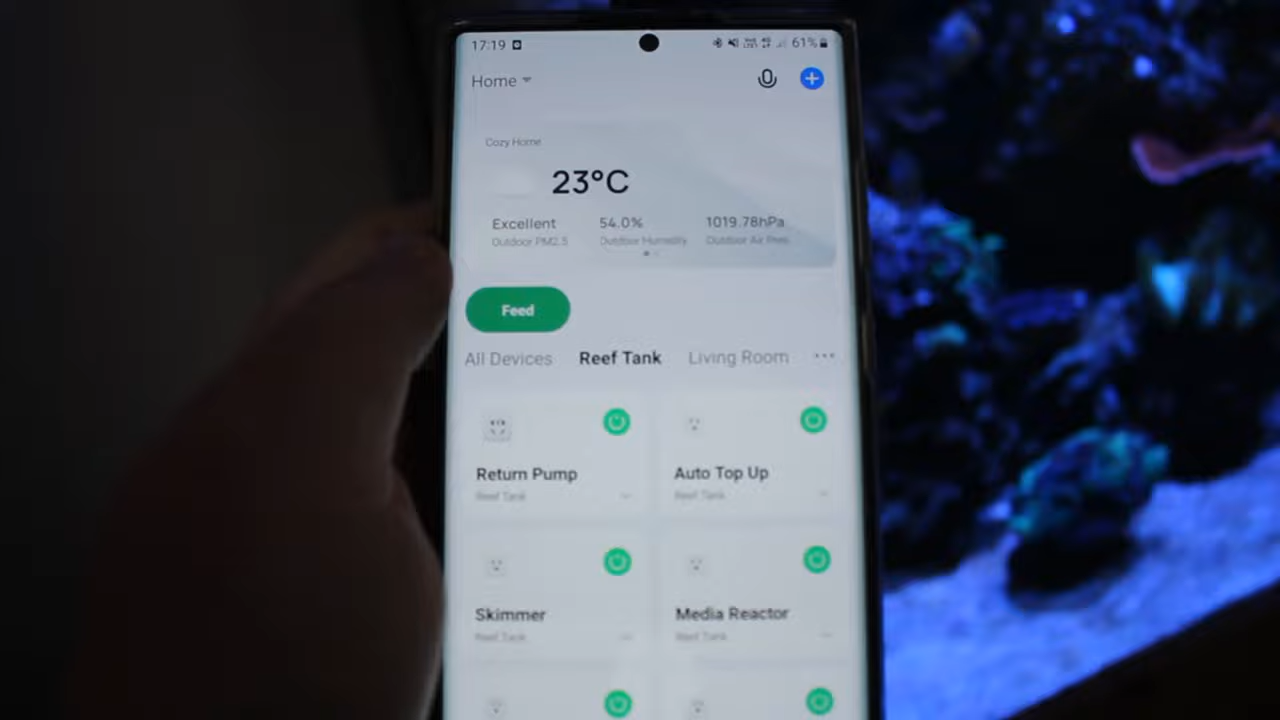 17:19 61%
Home
Cozy Home
23°C
Excellent 54.0% 1019.78hPa
Outdoor PM2.5 Outdoor Humidity Outdoor Air Pres
Feed
All Devices Reef Tank Living Room ...
Return Pump Auto Top Up
Reef Tank Reef Tank
Skimmer Media Reactor
Reef Tank Reef Tank